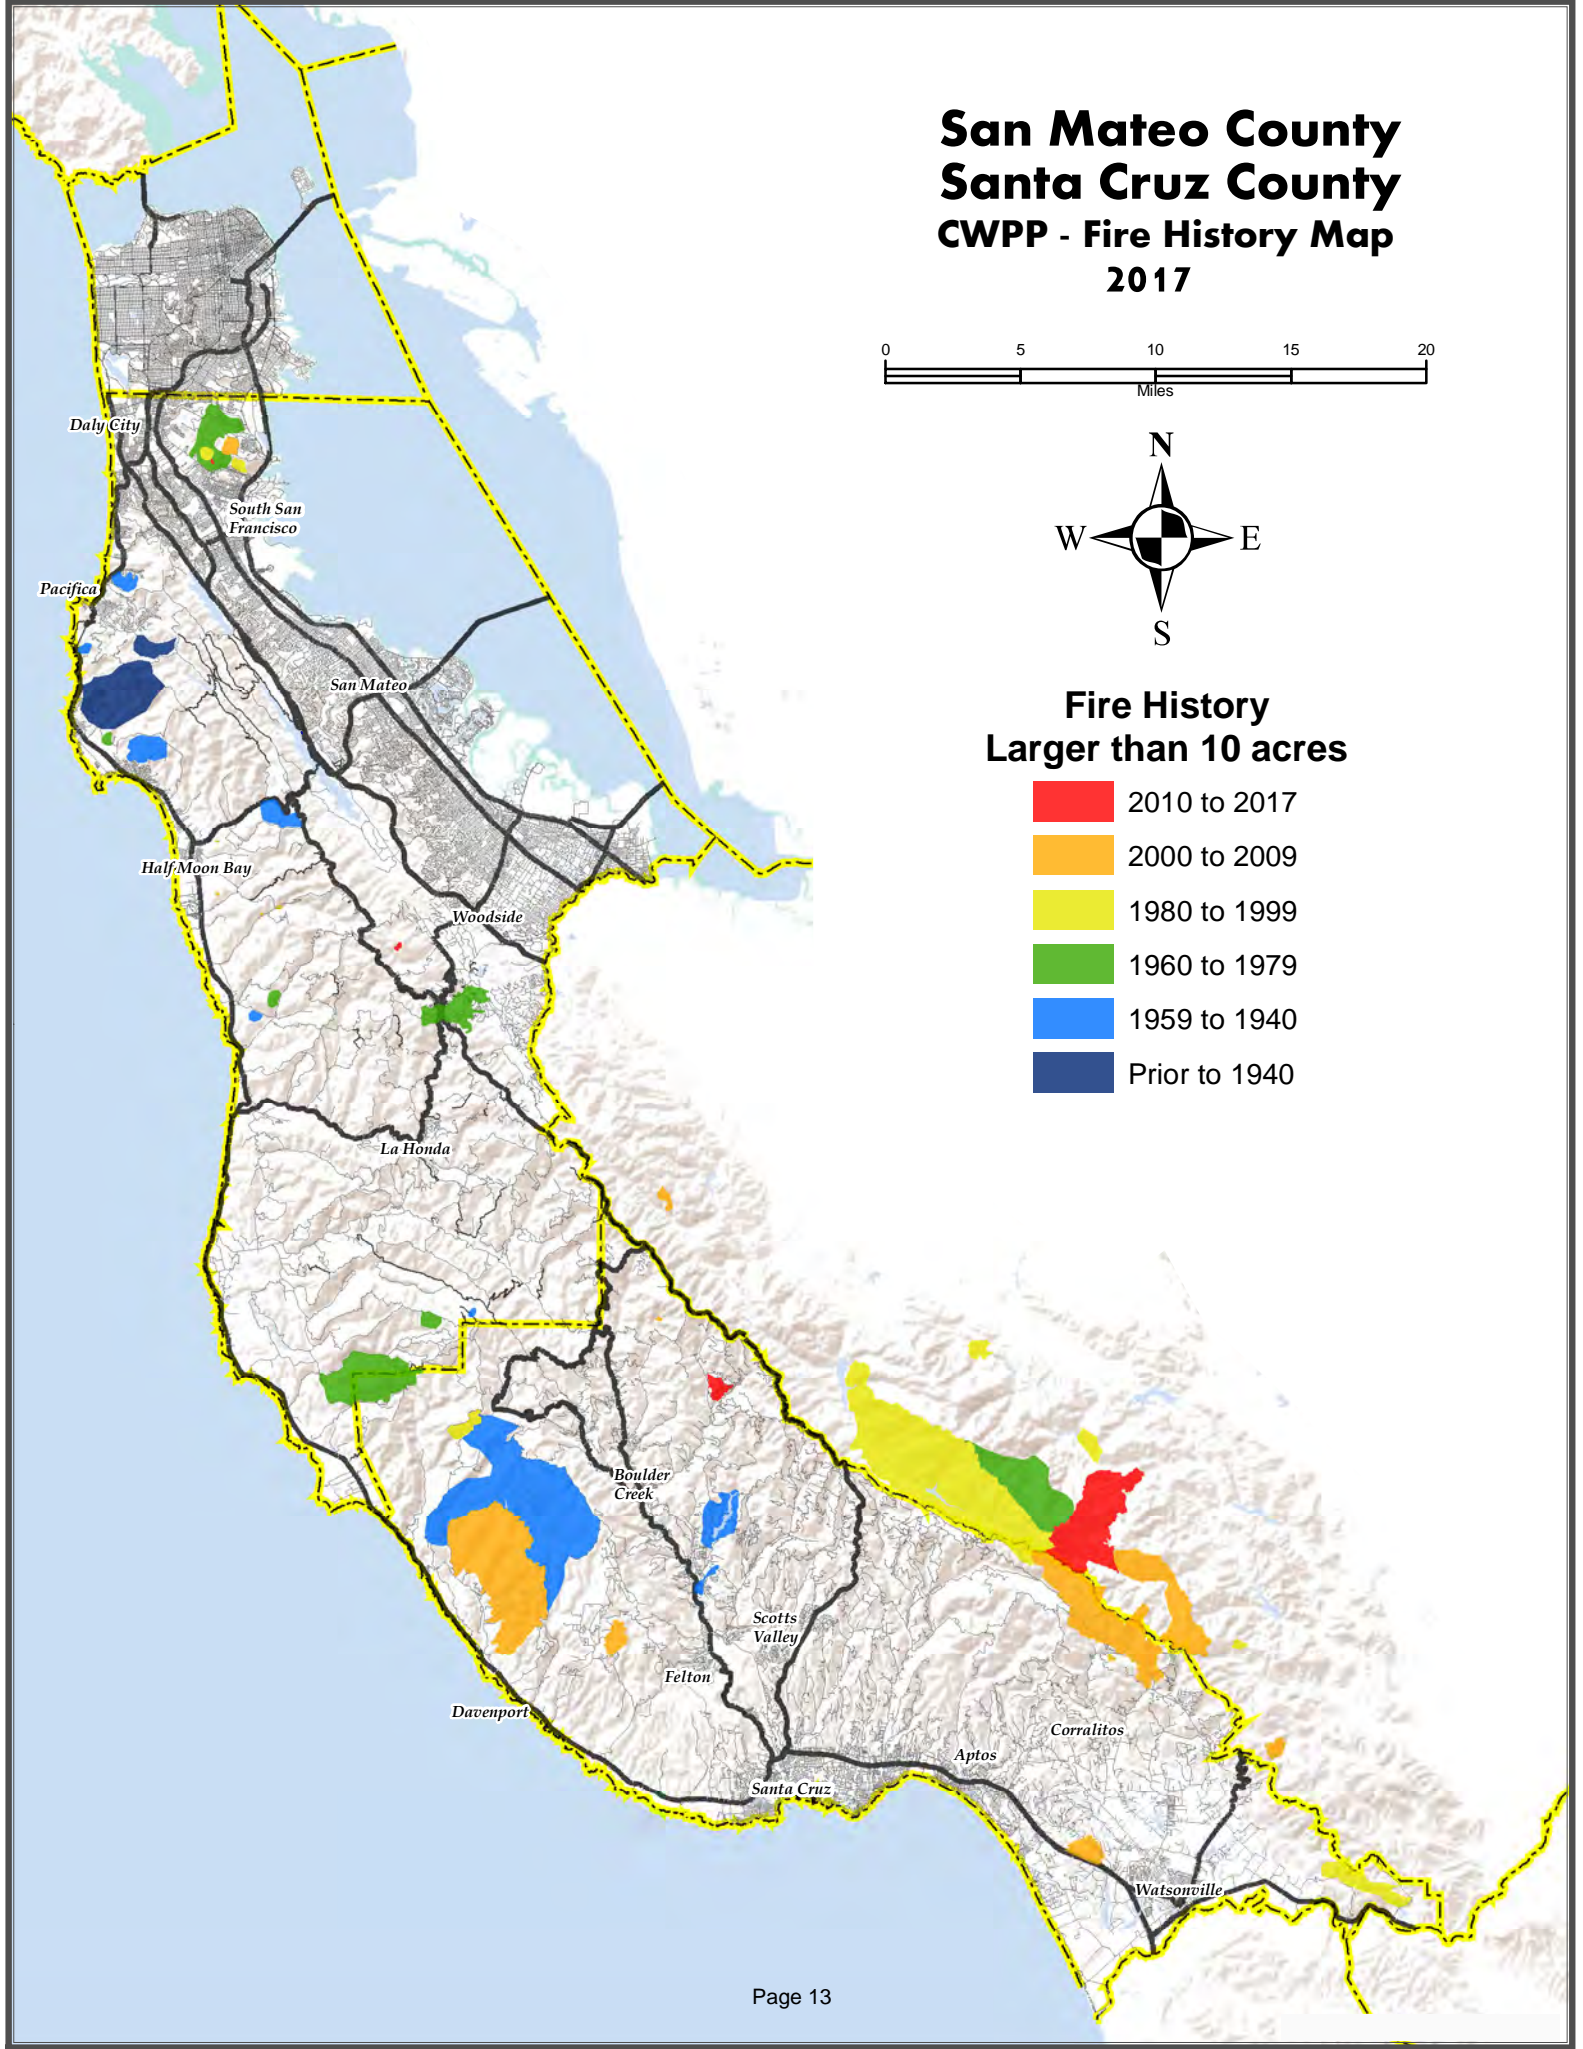 San Mateo County
Santa Cruz County
CWPP - Fire History Map
2017
0 5 10 15 20
Miles
N
W E
S
Fire History
Larger than 10 acres
2010 to 2017
2000 to 2009
1980 to 1999
1960 to 1979
1959 to 1940
Prior to 1940
Daly City
South San
Francisco
Pacifica
San Mateo
Half Moon Bay
Woodside
La Honda
Boulder
Creek
Scotts
Valley
Felton
Davenport
Corralitos
Aptos
Santa Cruz
Watsonville
Page 13